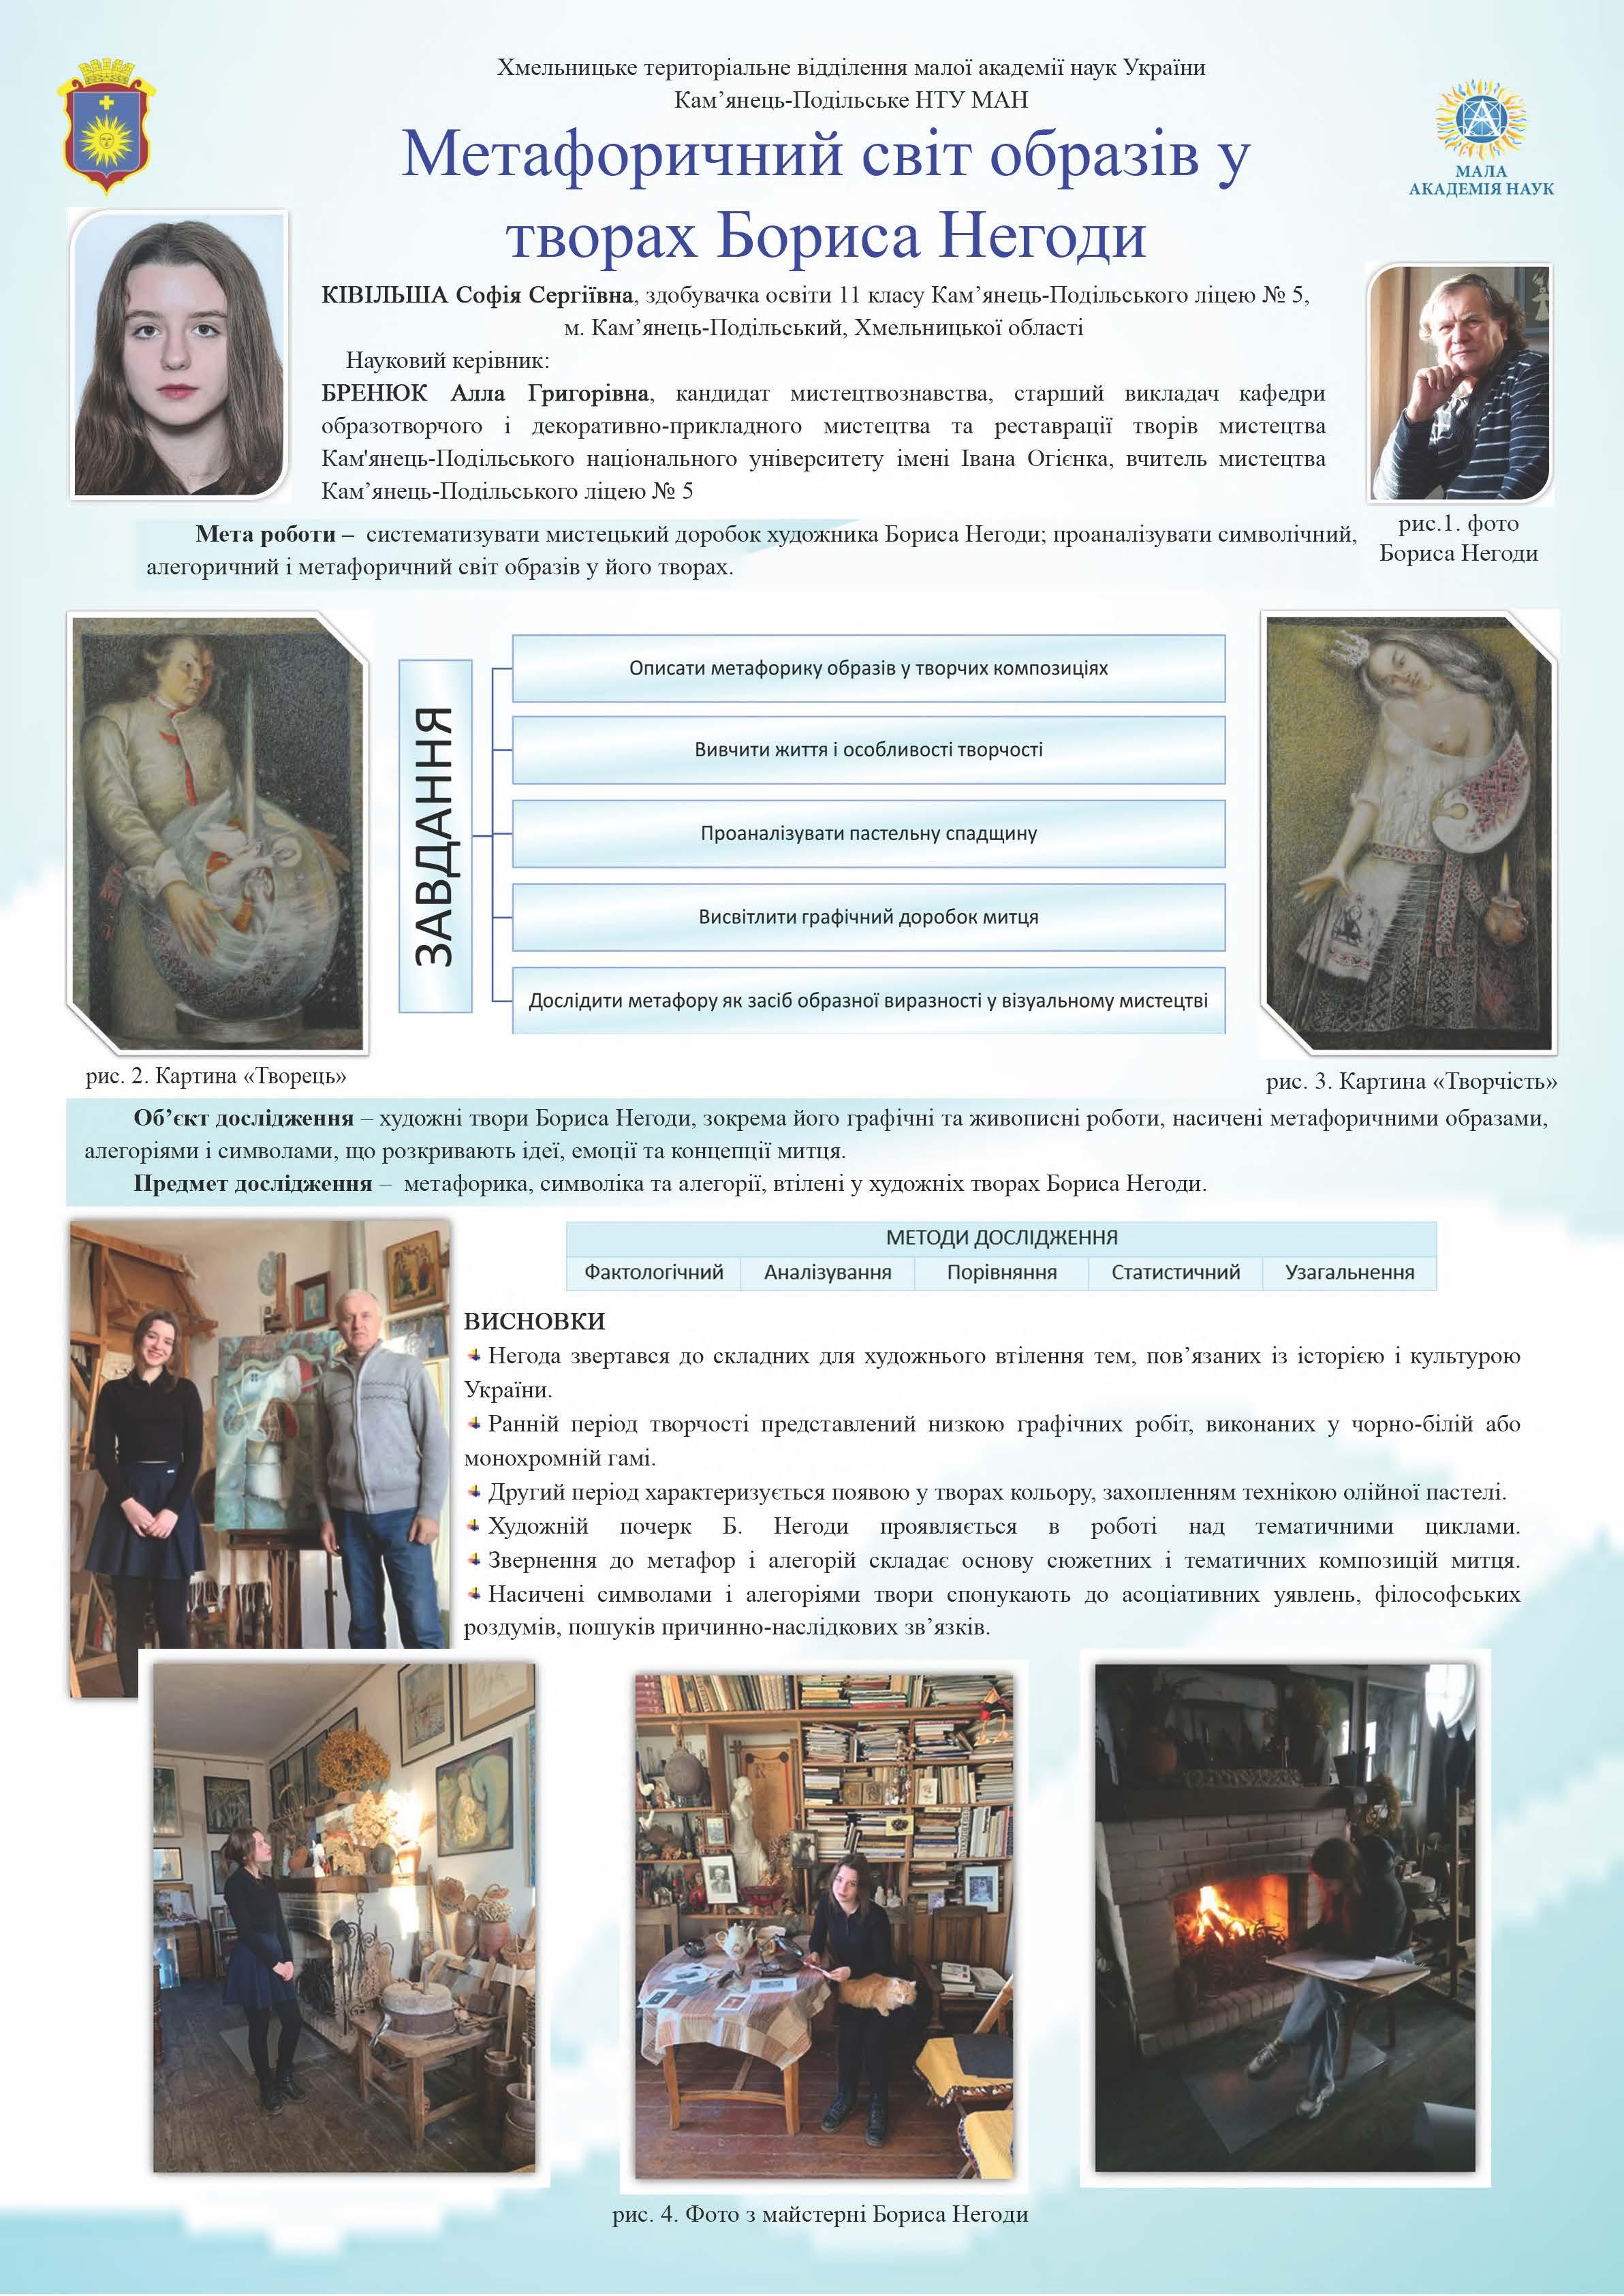 Хмельницьке територіальне відділення малої академії наук України
Кам’янець-Подільське НТУ МАН
Метафоричний світ образів у
творах Бориса Негоди
МАЛА
АКАДЕМІЯ НАУК
КІВІЛЬША Софія Сергіївна, здобувачка освіти 11 класу Кам’янець-Подільського ліцею № 5,
м. Кам’янець-Подільський, Хмельницької області
Науковий керівник:
БРЕНЮК Алла Григорівна, кандидат мистецтвознавства, старший викладач кафедри
образотворчого і декоративно-прикладного мистецтва та реставрації творів мистецтва
Кам'янець-Подільського національного університету імені Івана Огієнка, вчитель мистецтва
Кам’янець-Подільського ліцею № 5
рис.1. фото
Бориса Негоди
Мета роботи – систематизувати мистецький доробок художника Бориса Негоди; проаналізувати символічний,
алегоричний і метафоричний світ образів у його творах.
ЗАВДАННЯ
Описати метафорику образів у творчих композиціях
Вивчити життя і особливості творчості
Проаналізувати пастельну спадщину
Висвітлити графічний доробок митця
Дослідити метафору як засіб образної виразності у візуальному мистецтві
рис. 2. Картина «Творець»
рис. 3. Картина «Творчість»
Об’єкт дослідження – художні твори Бориса Негоди, зокрема його графічні та живописні роботи, насичені метафоричними образами,
алегоріями і символами, що розкривають ідеї, емоції та концепції митця.
Предмет дослідження – метафорика, символіка та алегорії, втілені у художніх творах Бориса Негоди.
МЕТОДИ ДОСЛІДЖЕННЯ
Фактологічний Аналізування Порівняння Статистичний Узагальнення
ВИСНОВКИ
Негода звертався до складних для художнього втілення тем, пов’язаних із історією і культурою
України.
Ранній період творчості представлений низкою графічних робіт, виконаних у чорно-білій або
монохромній гамі.
Другий період характеризується появою у творах кольору, захопленням технікою олійної пастелі.
Художній почерк Б. Негоди проявляється в роботі над тематичними циклами.
Звернення до метафор і алегорій складає основу сюжетних і тематичних композицій митця.
Насичені символами і алегоріями твори спонукають до асоціативних уявлень, філософських
роздумів, пошуків причинно-наслідкових зв’язків.
рис. 4. Фото з майстерні Бориса Негоди